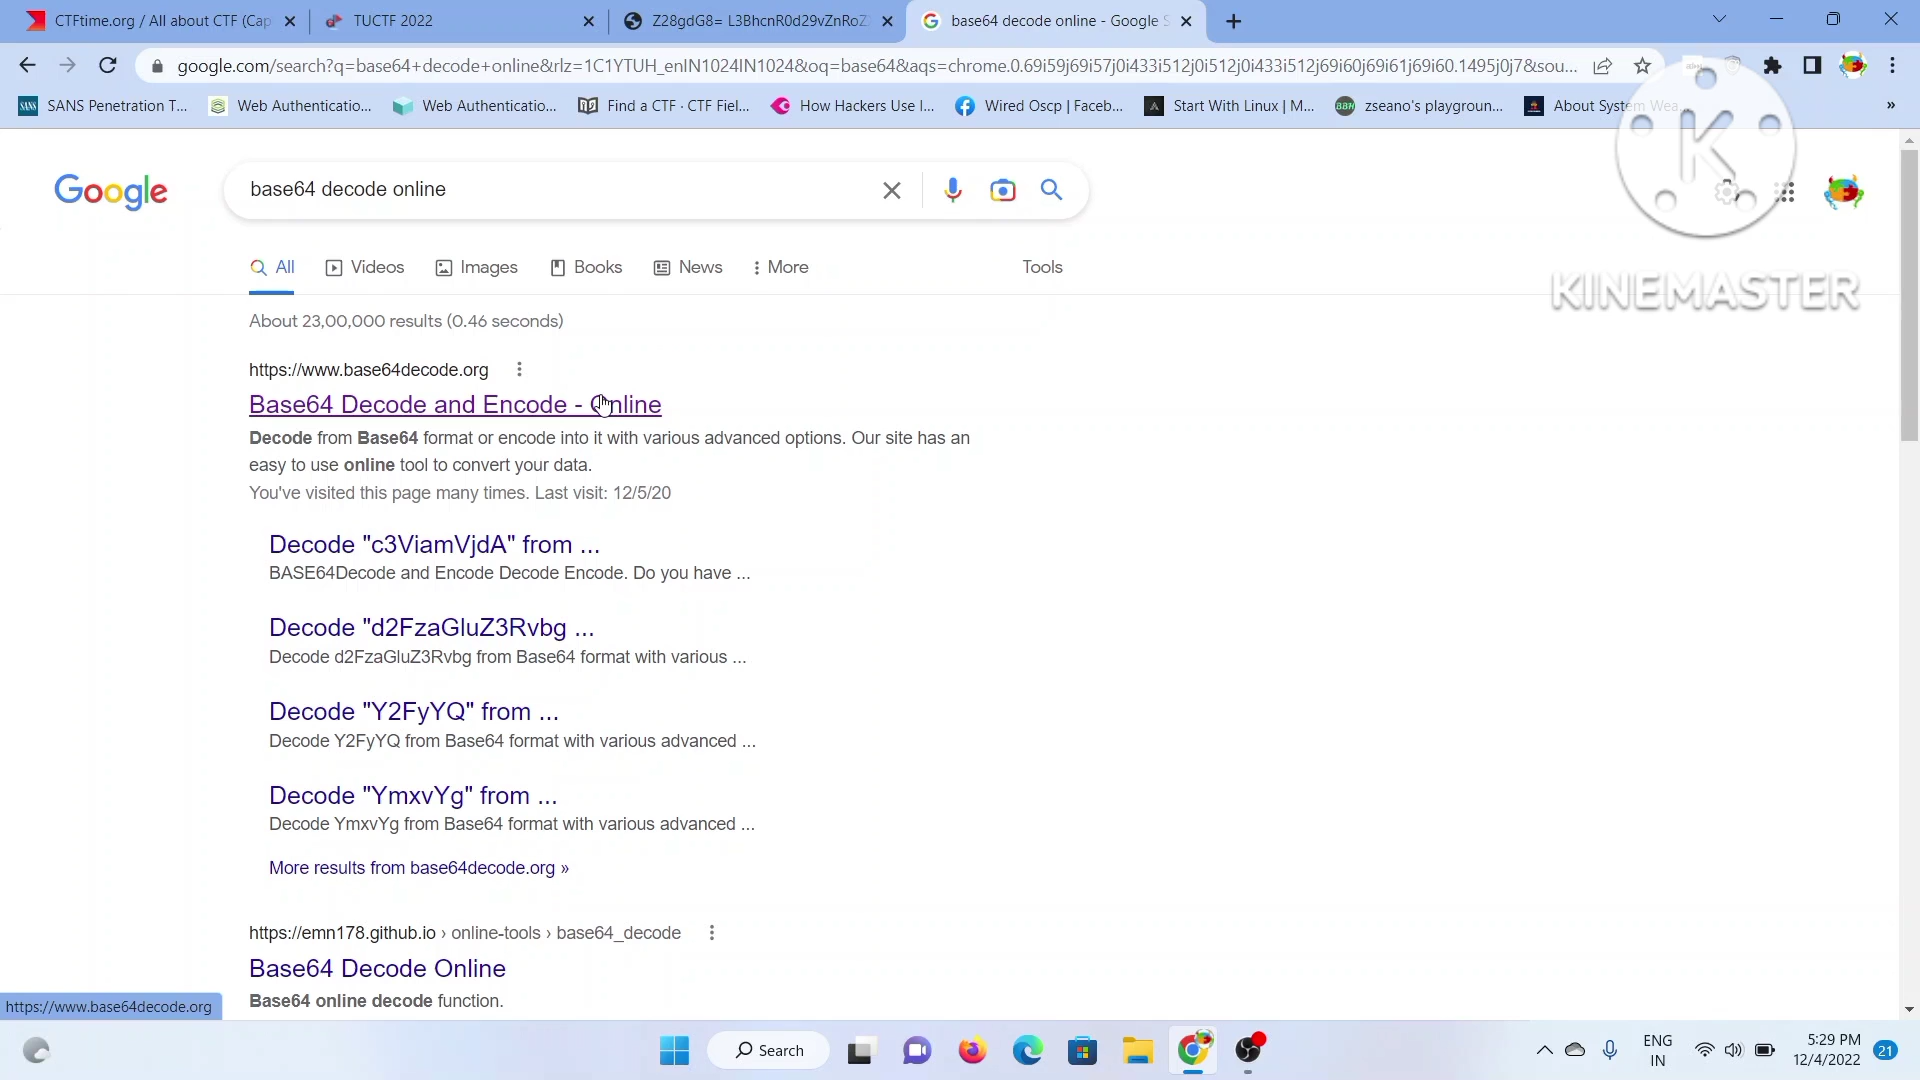 CTFtime.org / All about CTF (Cap
TUCTF 2022
Z28gdG8= L3BhcnR0d29vZnRoZ
base64 decode online - Google S
google.com/search?q=base64+decode+online&rlz=1C1YTUH_enIN1024IN1024&oq=base64&aqs=chrome.0.69i59j69i57j0i433i512j0i512j0i433i512j69i60j69i61j69i60.1495j0j7&sou...
SANS Penetration T...
Web Authenticatio...
Web Authenticatio...
Find a CTF · CTF Fiel...
How Hackers Use I...
Wired Oscp | Faceb...
Start With Linux | M...
zseano's playgroun...
About System Wea...
»
Google
base64 decode online
K
KINEMASTER
All
Videos
Images
Books
News
More
Tools
About 23,00,000 results (0.46 seconds)
https://www.base64decode.org
Base64 Decode and Encode - Online
Decode from Base64 format or encode into it with various advanced options. Our site has an
easy to use online tool to convert your data.
You've visited this page many times. Last visit: 12/5/20
Decode "c3ViamVjdA" from ...
BASE64Decode and Encode Decode Encode. Do you have ...
Decode "d2FzaGluZ3Rvbg ...
Decode d2FzaGluZ3Rvbg from Base64 format with various ...
Decode "Y2FyYQ" from ...
Decode Y2FyYQ from Base64 format with various advanced ...
Decode "YmxvYg" from ...
Decode YmxvYg from Base64 format with various advanced ...
More results from base64decode.org »
https://emn178.github.io › online-tools › base64_decode
Base64 Decode Online
Base64 online decode function.
https://www.base64decode.org
Search
ENG
IN
5:29 PM
12/4/2022
21